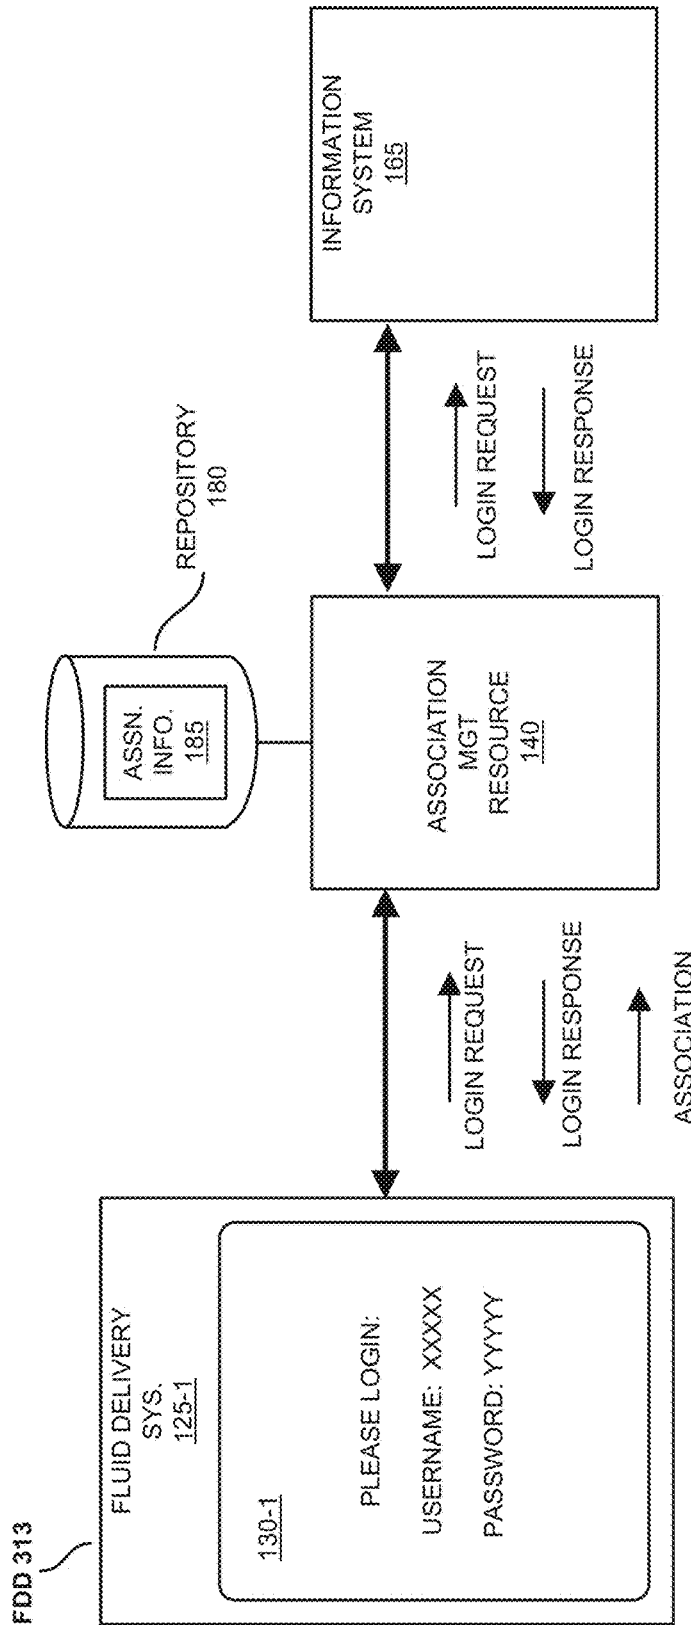 FDD 313
FLUID DELIVERY
SYS.
125-1
130-1
PLEASE LOGIN:
USERNAME: XXXXX
PASSWORD: YYYYY
LOGIN REQUEST
LOGIN RESPONSE
ASSOCIATION
REPOSITORY
180
ASSN.
INFO.
185
ASSOCIATION
MGT
RESOURCE
140
LOGIN REQUEST
LOGIN RESPONSE
INFORMATION
SYSTEM
165